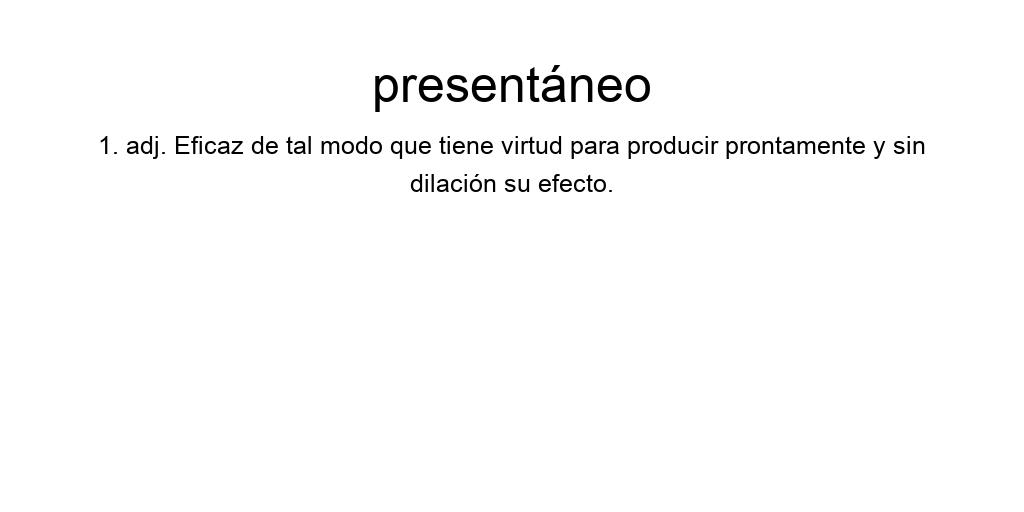 presentáneo
1. adj. Eficaz de tal modo que tiene virtud para producir prontamente y sin
dilación su efecto.